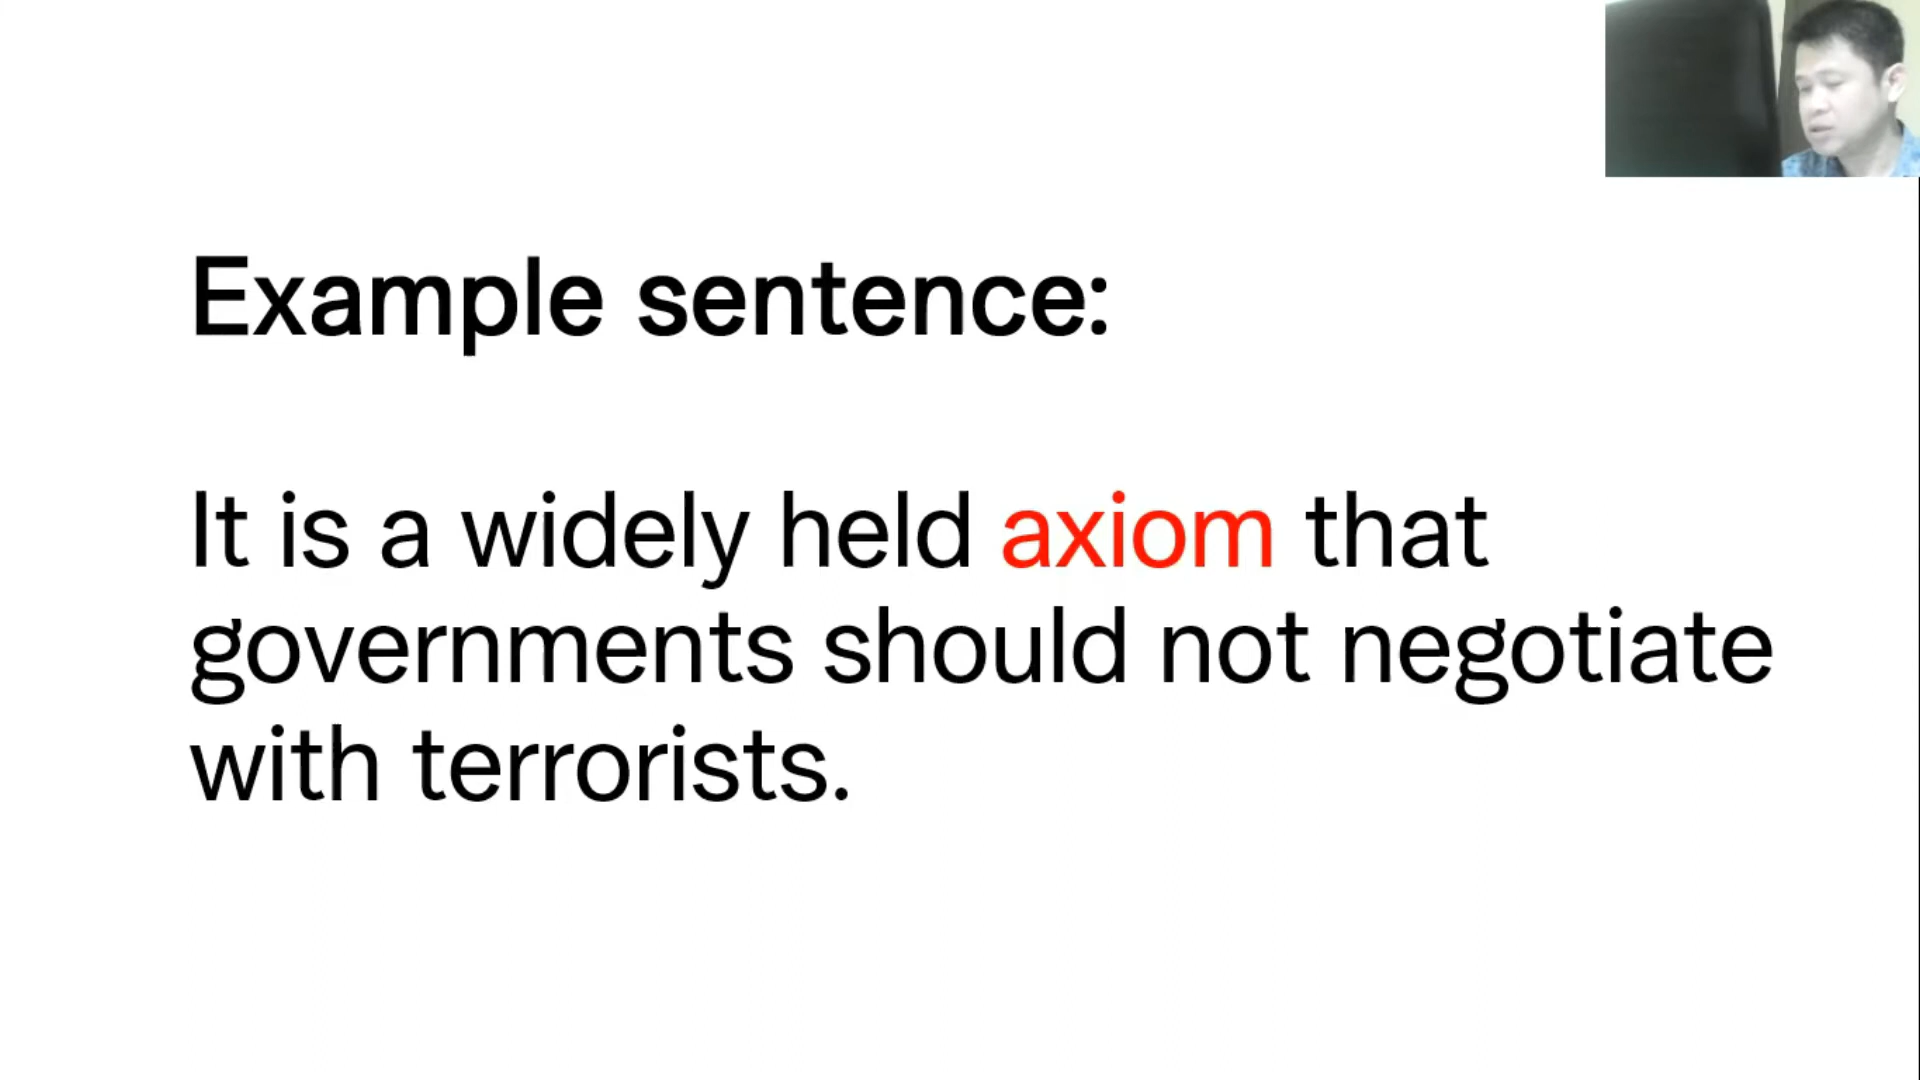 Example sentence:
It is a widely held axiom that
governments should not negotiate
with terrorists.